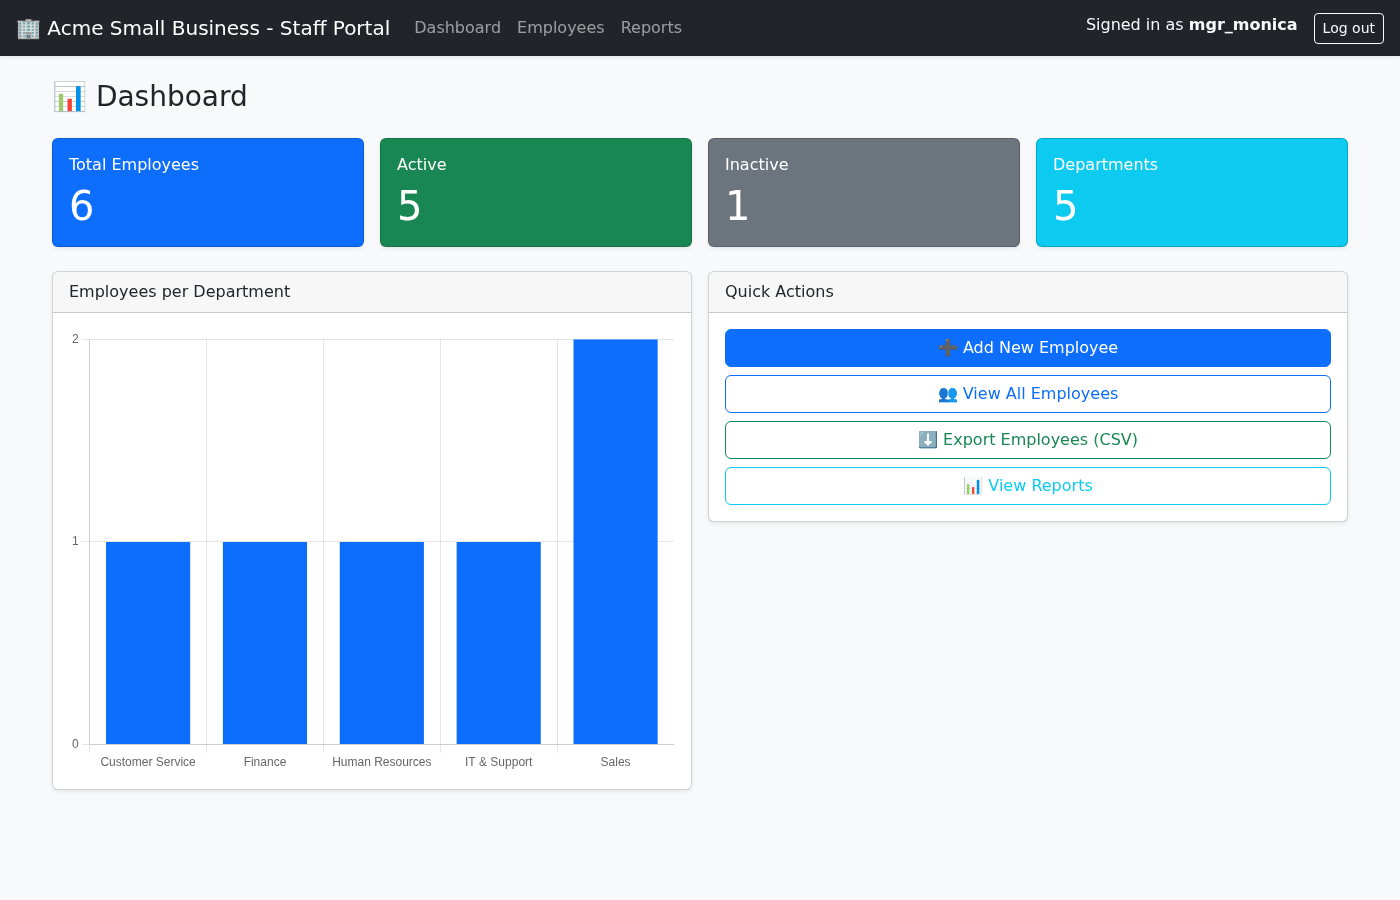 Acme Small Business - Staff Portal
Dashboard
Employees
Reports
Signed in as mgr_monica
Log out
Dashboard
Total Employees
6
Active
5
Inactive
1
Departments
5
Employees per Department
2
1
0
Customer Service
Finance
Human Resources
IT & Support
Sales
Quick Actions
Add New Employee
View All Employees
Export Employees (CSV)
View Reports